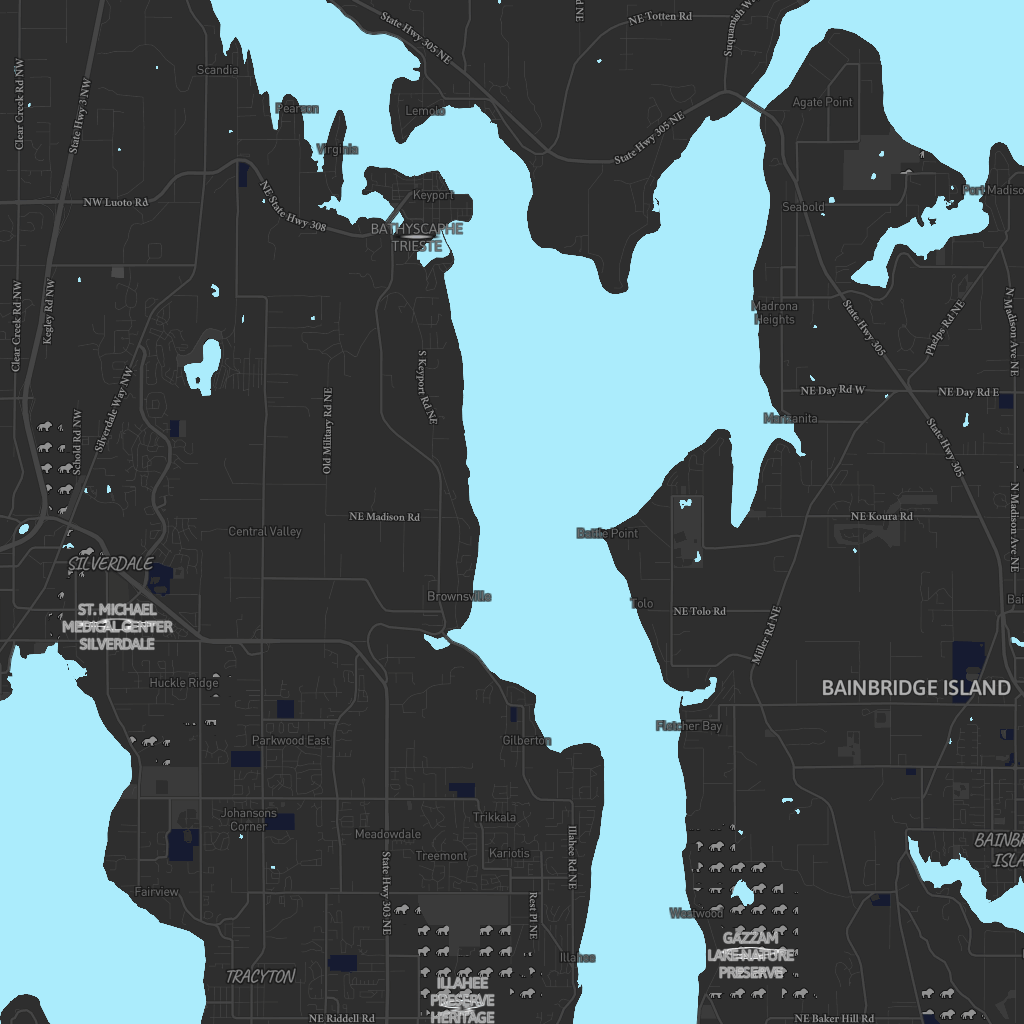 State Hwy 305 NE
NE Totten Rd
NE
Suquamish W
Scandia
Clear Creek Rd NW
State Hwy 3 NW
Pearson
Lemolo
Agate Point
Virginia
State Hwy 305 NE
Keyport
Port Madiso
NW Luoto Rd
NE State Hwy 308
Seabold
BATHYSCAPHE
TRIESTE
Clear Creek Rd NW
Kegley Rd NW
Madrona
Heights
State Hwy 305
Phelps Rd NE
N Madison Ave NE
S Keyport Rd NE
NE Day Rd W
NE Day Rd E
Silverdale Way NW
Schold Rd NW
Old Military Rd NE
Manzanita
State Hwy 305
NE Madison Rd
NE Koura Rd
N Madison Ave NE
Central Valley
Battle Point
SILVERDALE
Brownsville
Tolo
NE Tolo Rd
Bai
ST. MICHAEL
MEDICAL CENTER
SILVERDALE
Miller Rd NE
Huckle Ridge
BAINBRIDGE ISLAND
Fletcher Bay
Parkwood East
Gilberton
Johansons
Corner
Trikkala
Meadowdale
Treemont
Kariotis
Illahee Rd NE
BAINBR
ISLA
Fairview
State Hwy 303 NE
Rest Pl NE
Westwood
GAZZAM
LAKE NATURE
PRESERVE
Illahee
TRACYTON
ILLAHEE
PRESERVE
HERITAGE
NE Riddell Rd
NE Baker Hill Rd